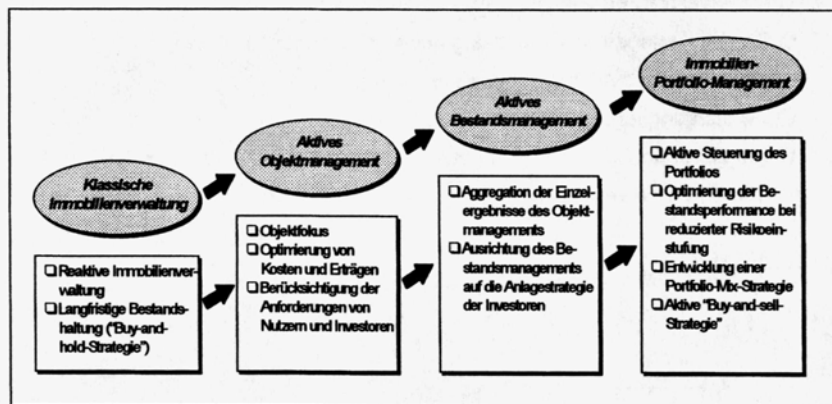 Klassische
Immobilienverwaltung
❑ Reaktive Immobilienver-
waltung
❑ Langfristige Bestands-
haltung ("Buy-and-
hold-Strategie")
Aktives
Objektmanagement
❑ Objektfokus
❑ Optimierung von
Kosten und Erträgen
❑ Berücksichtigung der
Anforderungen von
Nutzern und Investoren
Aktives
Bestandsmanagement
❑ Aggregation der Einzel-
ergebnisse des Objekt-
managements
❑ Ausrichtung des Be-
standsmanagements
auf die Anlagestrategie
der Investoren
Immobilien-
Portfolio-Management
❑ Aktive Steuerung des
Portfolios
❑ Optimierung der Be-
standsperformance bei
reduzierter Risikoein-
stufung
❑ Entwicklung einer
Portfolio-Mix-Strategie
❑ Aktive "Buy-and-sell-
Strategie"